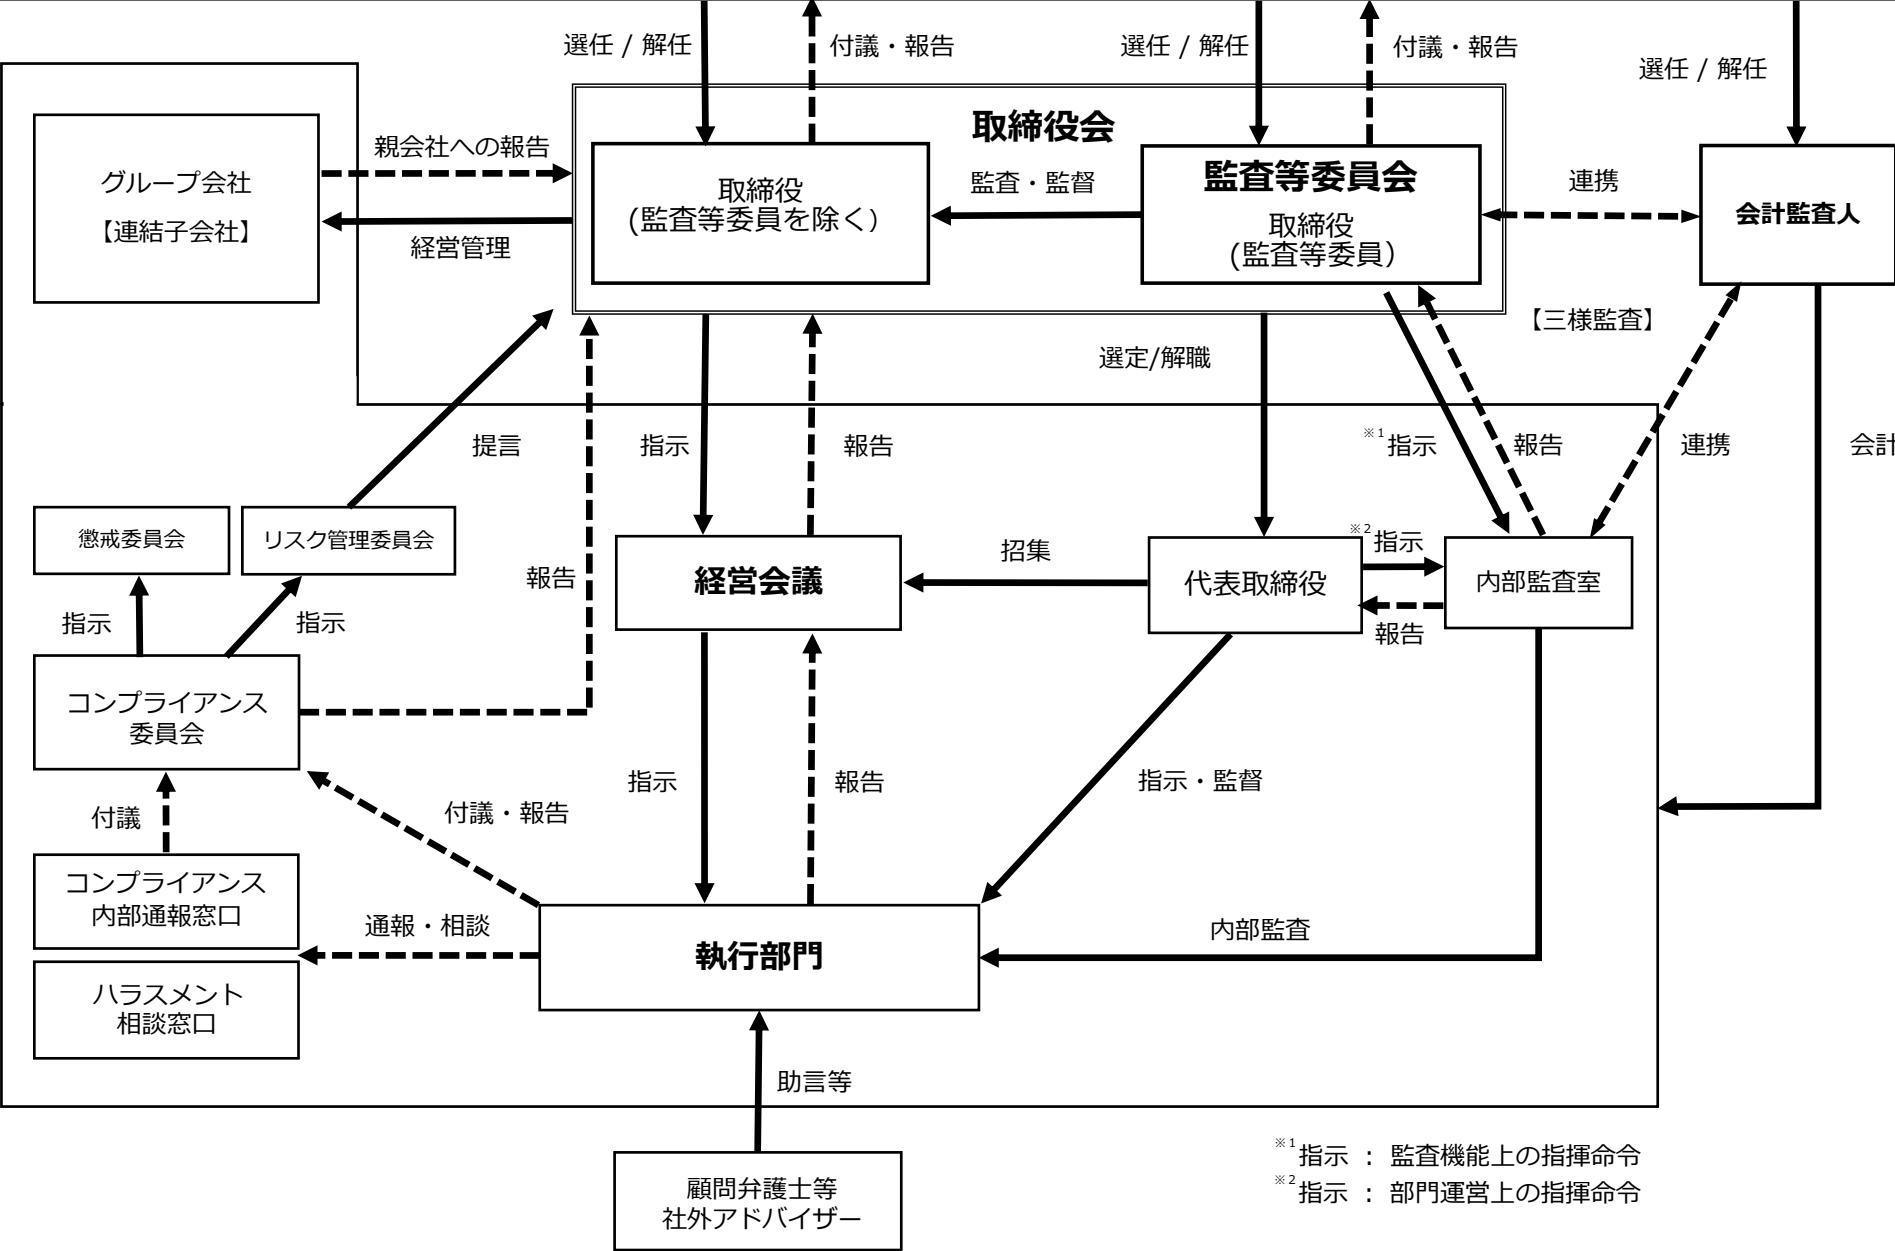 選任 / 解任
付議・報告
選任 / 解任
付議・報告
選任 / 解任
取締役会
グループ会社
【連結子会社】
親会社への報告
経営管理
取締役
(監査等委員を除く)
監査・監督
監査等委員会
取締役
(監査等委員)
連携
会計監査人
【三様監査】
選定/解職
提言
指示
報告
※1指示
報告
連携
会計
懲戒委員会
リスク管理委員会
報告
経営会議
招集
代表取締役
※2指示
報告
内部監査室
指示
指示
コンプライアンス
委員会
指示
報告
指示・監督
付議
付議・報告
コンプライアンス
内部通報窓口
通報・相談
執行部門
内部監査
ハラスメント
相談窓口
助言等
顧問弁護士等
社外アドバイザー
※1指示 : 監査機能上の指揮命令
※2指示 : 部門運営上の指揮命令